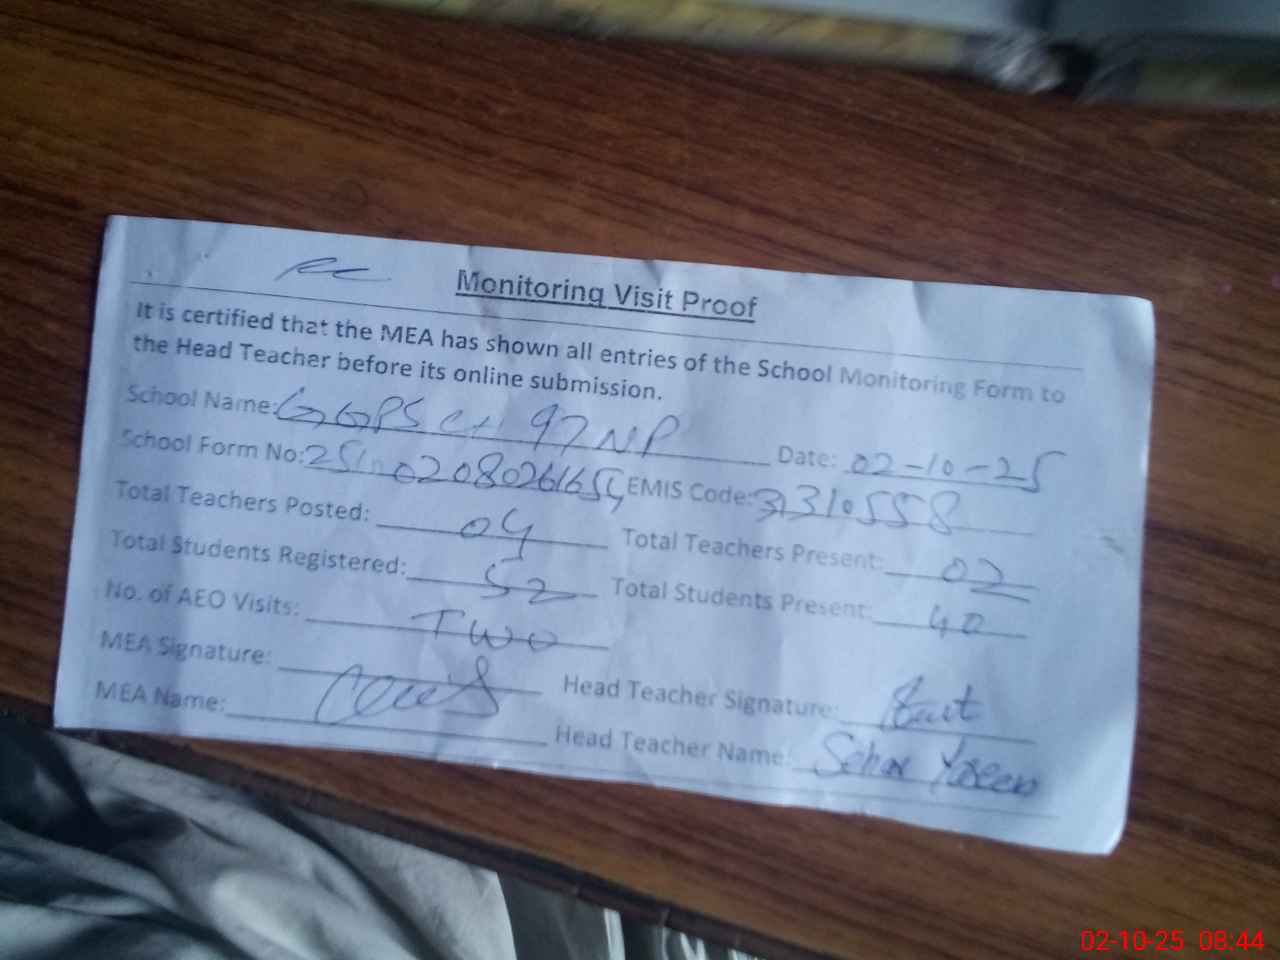 Monitoring Visit Proof
It is certified that the MEA has shown all entries of the School Monitoring Form to
the Head Teacher before its online submission.
School Name: GGPS CH 97 NP Date: 02-10-25
School Form No: EMIS Code: 31310558
Total Teachers Posted: 04 Total Teachers Present: 02
Total Students Registered: 52 Total Students Present: 40
No. of AEO Visits: Two
MEA Signature: Head Teacher Signature:
MEA Name: Head Teacher Name: Sehar Yaseen
02-10-25 08:44